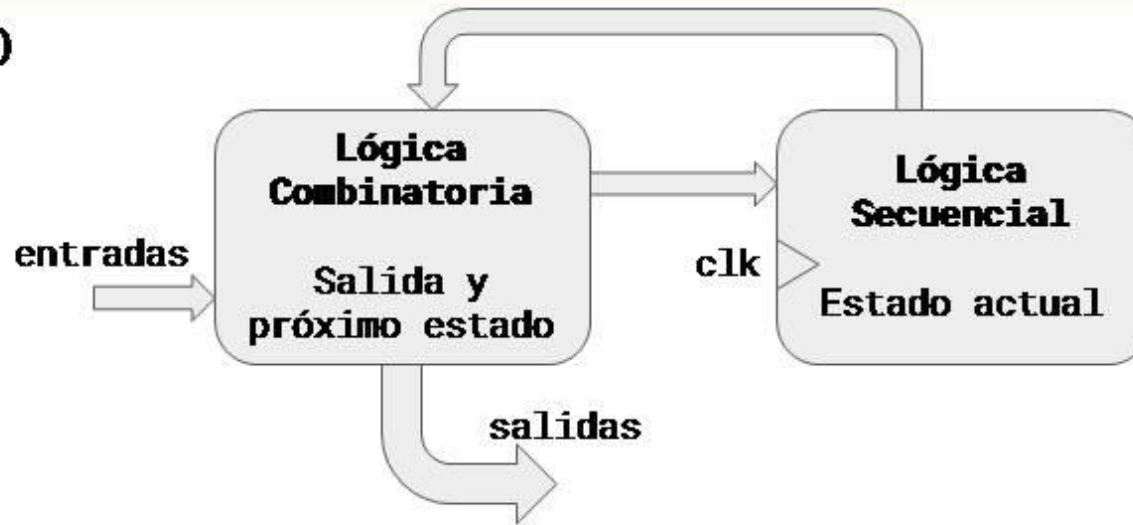 )
Lógica
Combinatoria
Salida y
próximo estado
entradas
salidas
clk
Lógica
Secuencial
Estado actual